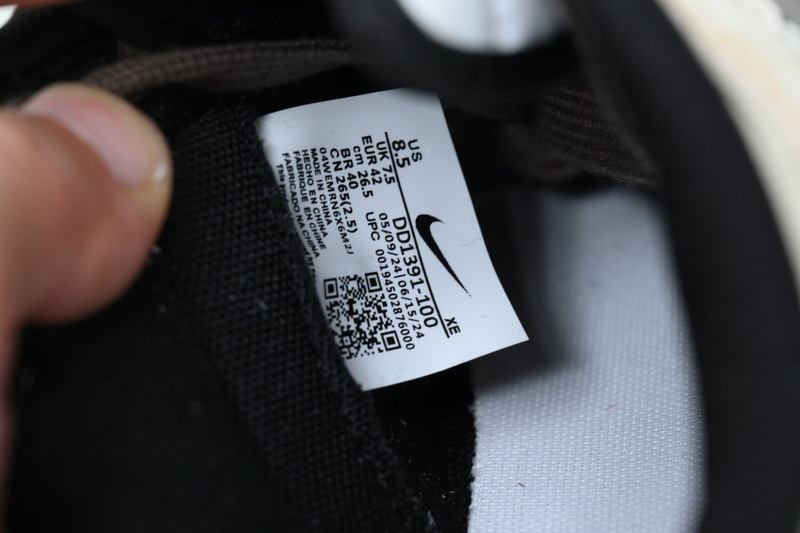 US
8.5
UK 7.5
EUR 42
cm 26.5
BR 40
CN 265(2.5)
04WEMRN6X6M2J
MADE IN CHINA
HECHO EN CHINA
FABRIQUE EN CHINE
FABRICADO NA CHINA
XE
DD1391-100
05/09/24|06/15/24
UPC 00194502876000